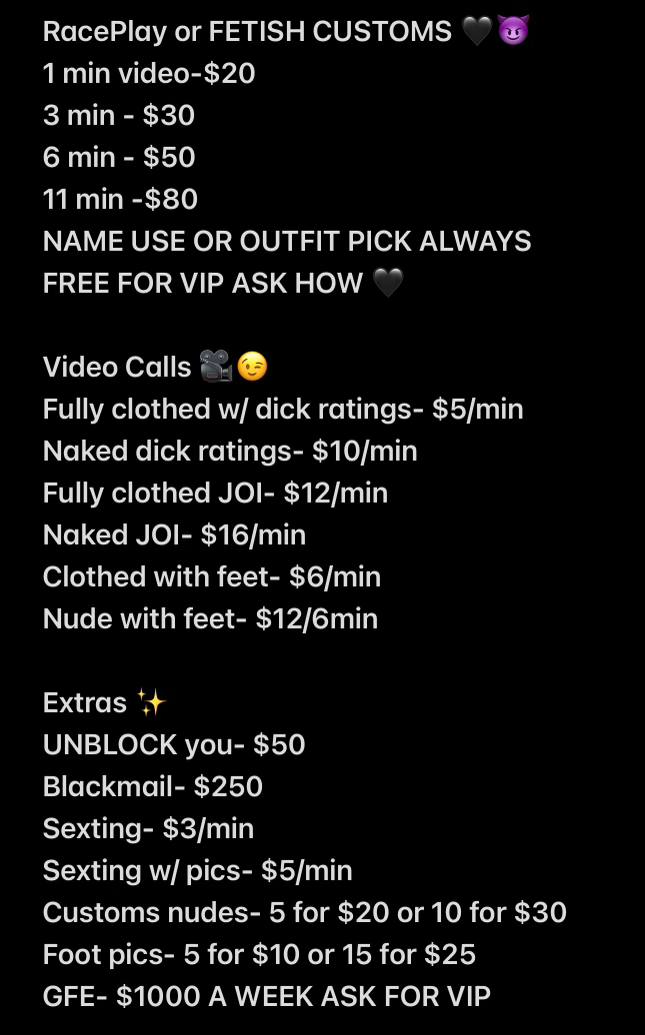 RacePlay or FETISH CUSTOMS 🖤😈
1 min video-$20
3 min - $30
6 min - $50
11 min -$80
NAME USE OR OUTFIT PICK ALWAYS
FREE FOR VIP ASK HOW 🖤
Video Calls 🎥😉
Fully clothed w/ dick ratings- $5/min
Naked dick ratings- $10/min
Fully clothed JOI- $12/min
Naked JOI- $16/min
Clothed with feet- $6/min
Nude with feet- $12/6min
Extras ✨
UNBLOCK you- $50
Blackmail- $250
Sexting- $3/min
Sexting w/ pics- $5/min
Customs nudes- 5 for $20 or 10 for $30
Foot pics- 5 for $10 or 15 for $25
GFE- $1000 A WEEK ASK FOR VIP